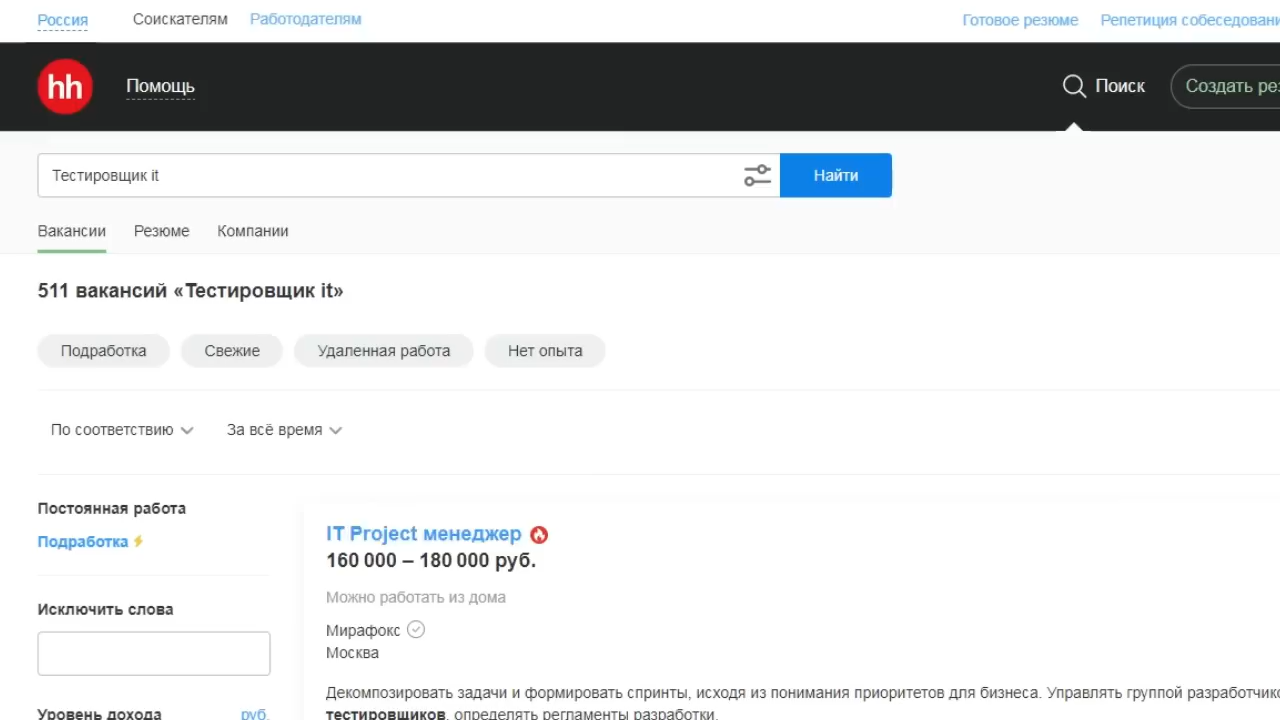 Россия Соискателям Работодателям Готовое резюме Репетиция
hh Помощь Поиск Создать
Тестировщик it Найти
Вакансии Резюме Компании
511 вакансий «Тестировщик it»
Подработка Свежие Удаленная работа Нет опыта
По соответствию За всё время
Постоянная работа
Подработка
Исключить слова
Уровень дохода руб.
IT Project менеджер
160 000 – 180 000 руб.
Можно работать из дома
Мирафокс
Москва
Декомпозировать задачи и формировать спринты, исходя из понимания приоритетов для бизнеса. Управлять группой
тестировщиков, определять регламенты разработки.